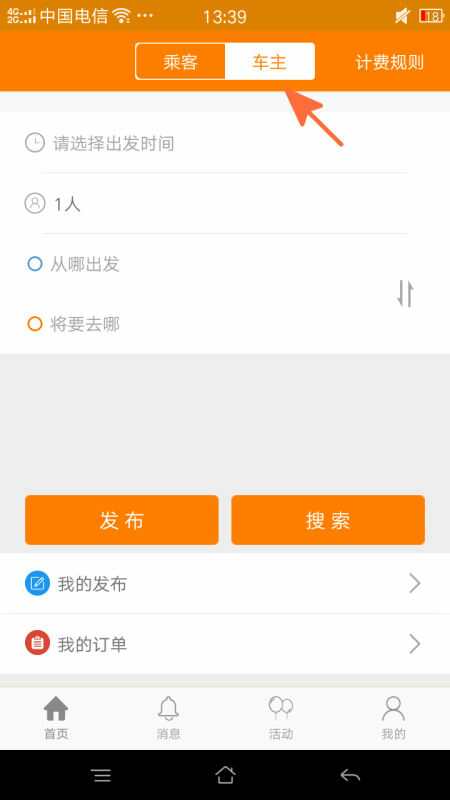 4G 2G 中国电信 ··· 13:39 18
乘客 车主 计费规则
请选择出发时间
1人
从哪出发
将要去哪
发布 搜索
我的发布
我的订单
首页 消息 活动 我的